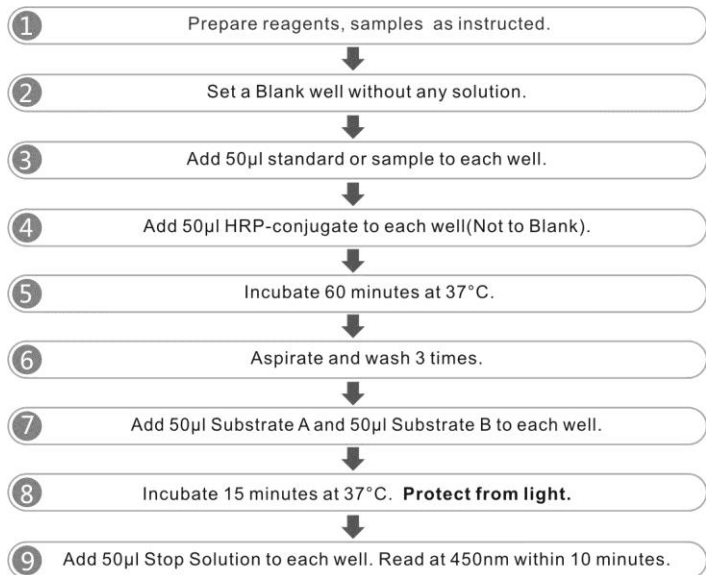 1 Prepare reagents, samples as instructed.
2 Set a Blank well without any solution.
3 Add 50µl standard or sample to each well.
4 Add 50µl HRP-conjugate to each well(Not to Blank).
5 Incubate 60 minutes at 37°C.
6 Aspirate and wash 3 times.
7 Add 50µl Substrate A and 50µl Substrate B to each well.
8 Incubate 15 minutes at 37°C. Protect from light.
9 Add 50µl Stop Solution to each well. Read at 450nm within 10 minutes.